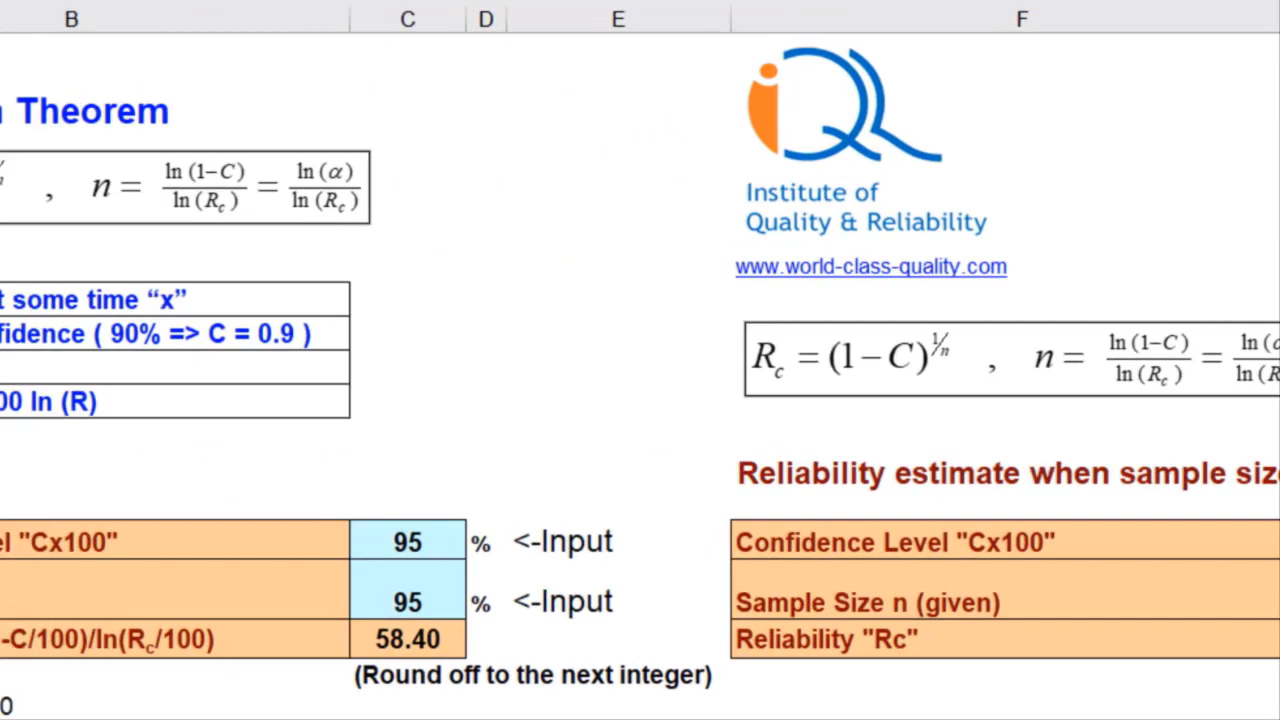 B C D E F
Theorem
, n = ln (1−C) / ln (Rc) = ln (α) / ln (Rc)
Institute of
Quality & Reliability
www.world-class-quality.com
t some time “x”
fidence ( 90% => C = 0.9 )
00 ln (R)
Rc = (1 − C)^1/n , n = ln (1−C) / ln (Rc) = ln (
Reliability estimate when sample siz
el "Cx100" 95 % <-Input
95 % <-Input
-C/100)/ln(Rc/100) 58.40
(Round off to the next integer)
0
Confidence Level "Cx100"
Sample Size n (given)
Reliability "Rc"